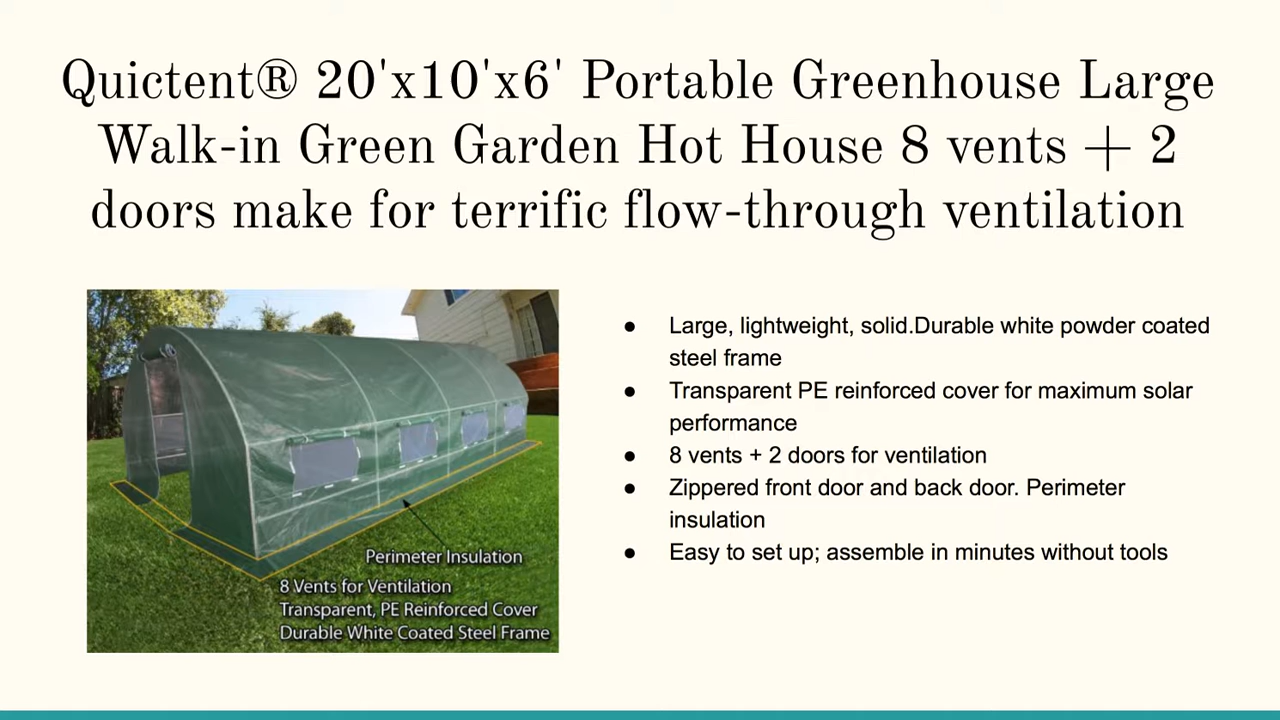 Quictent® 20'x10'x6' Portable Greenhouse Large
Walk-in Green Garden Hot House 8 vents + 2
doors make for terrific flow-through ventilation
● Large, lightweight, solid.Durable white powder coated
steel frame
● Transparent PE reinforced cover for maximum solar
performance
● 8 vents + 2 doors for ventilation
● Zippered front door and back door. Perimeter
insulation
● Easy to set up; assemble in minutes without tools
Perimeter Insulation
8 Vents for Ventilation
Transparent, PE Reinforced Cover
Durable White Coated Steel Frame